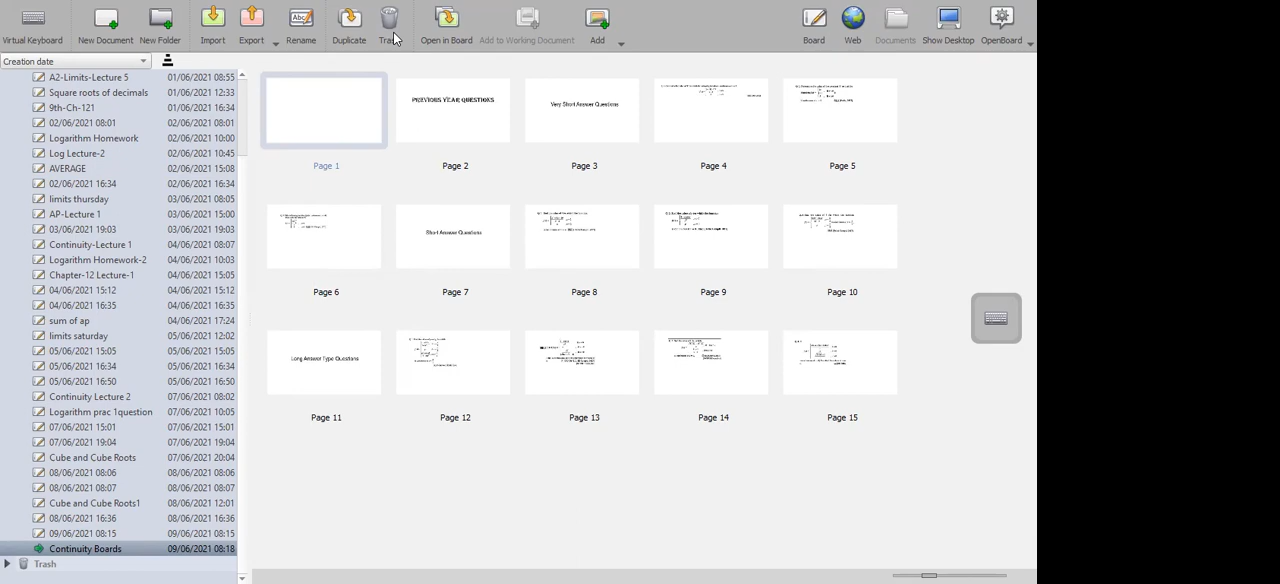 Virtual Keyboard
New Document
New Folder
Import
Export
Rename
Duplicate
Open in Board
Add to Working Document
Add
Board
Web
Documents
Show Desktop
OpenBoard
Creation date
A2-Limits-Lecture 5 01/06/2021 08:55
Square roots of decimals 01/06/2021 12:33
9th-Ch-121 01/06/2021 16:34
02/06/2021 08:01 02/06/2021 08:01
Logarithm Homework 02/06/2021 10:00
Log Lecture-2 02/06/2021 10:45
AVERAGE 02/06/2021 15:08
02/06/2021 16:34 02/06/2021 16:34
limits thursday 03/06/2021 08:05
AP-Lecture 1 03/06/2021 15:00
03/06/2021 19:03 03/06/2021 19:03
Continuity-Lecture 1 04/06/2021 08:07
Logarithm Homework-2 04/06/2021 10:03
Chapter-12 Lecture-1 04/06/2021 15:05
04/06/2021 15:12 04/06/2021 15:12
04/06/2021 16:35 04/06/2021 16:35
sum of ap 04/06/2021 17:24
limits saturday 05/06/2021 12:02
05/06/2021 15:05 05/06/2021 15:05
05/06/2021 16:34 05/06/2021 16:34
05/06/2021 16:50 05/06/2021 16:50
Continuity Lecture 2 07/06/2021 08:02
Logarithm prac 1question 07/06/2021 10:05
07/06/2021 15:01 07/06/2021 15:01
07/06/2021 19:04 07/06/2021 19:04
Cube and Cube Roots 07/06/2021 20:04
08/06/2021 08:06 08/06/2021 08:06
08/06/2021 08:07 08/06/2021 08:07
Cube and Cube Roots1 08/06/2021 12:01
08/06/2021 16:36 08/06/2021 16:36
09/06/2021 08:15 09/06/2021 08:15
Continuity Boards 09/06/2021 08:18
Trash
PREVIOUS YEAR QUESTIONS
Very Short Answer Questions
Page 1
Page 2
Page 3
Page 4
Page 5
Short Answer Questions
Page 6
Page 7
Page 8
Page 9
Page 10
Long Answer Type Questions
Page 11
Page 12
Page 13
Page 14
Page 15